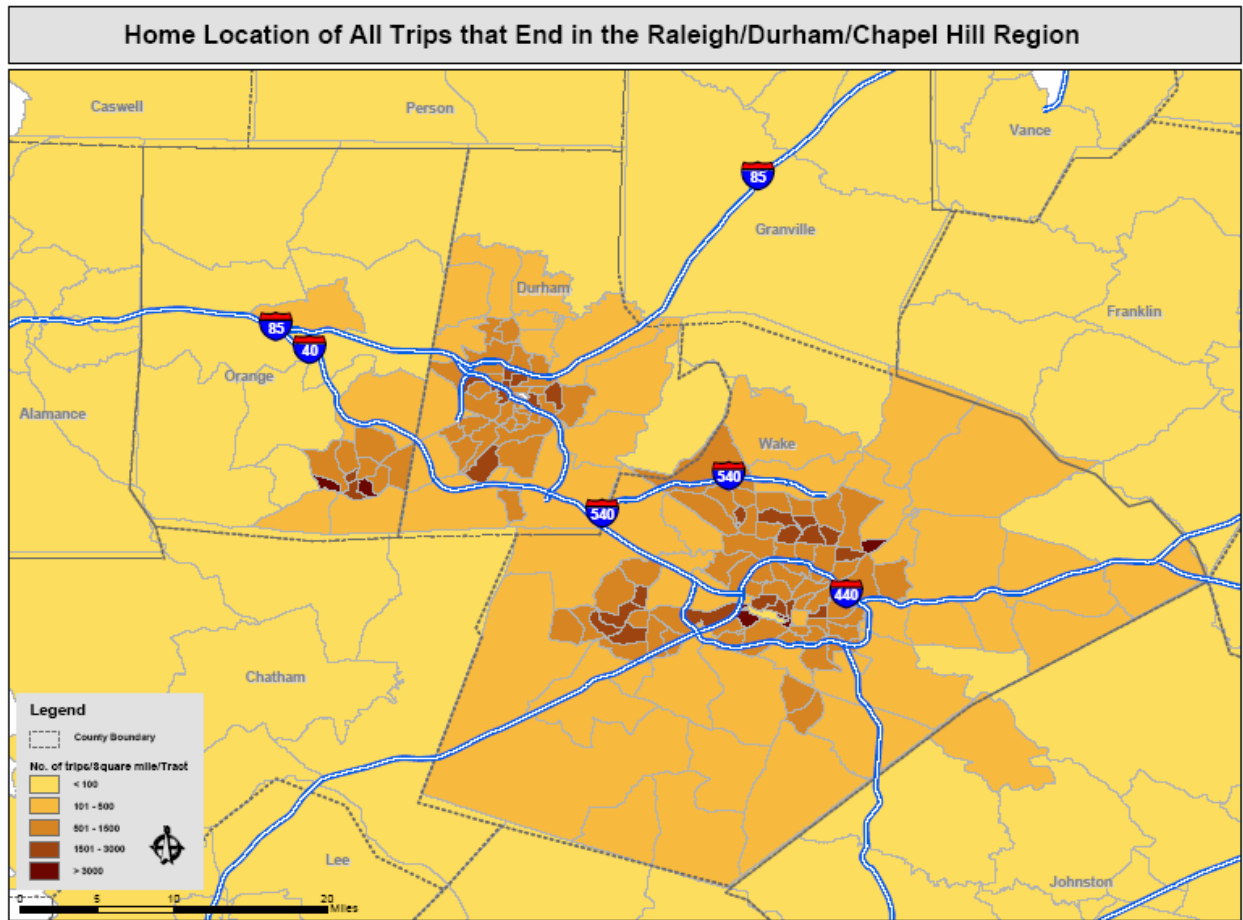 Home Location of All Trips that End in the Raleigh/Durham/Chapel Hill Region
Caswell
Person
Vance
85
Granville
Durham
Franklin
85
40
Orange
Alamance
Wake
540
540
440
Chatham
Legend
County Boundary
No. of trips/Square mile/Tract
< 100
101 - 500
501 - 1500
1501 - 3000
> 3000
Lee
Johnston
0 5 10 20
Miles